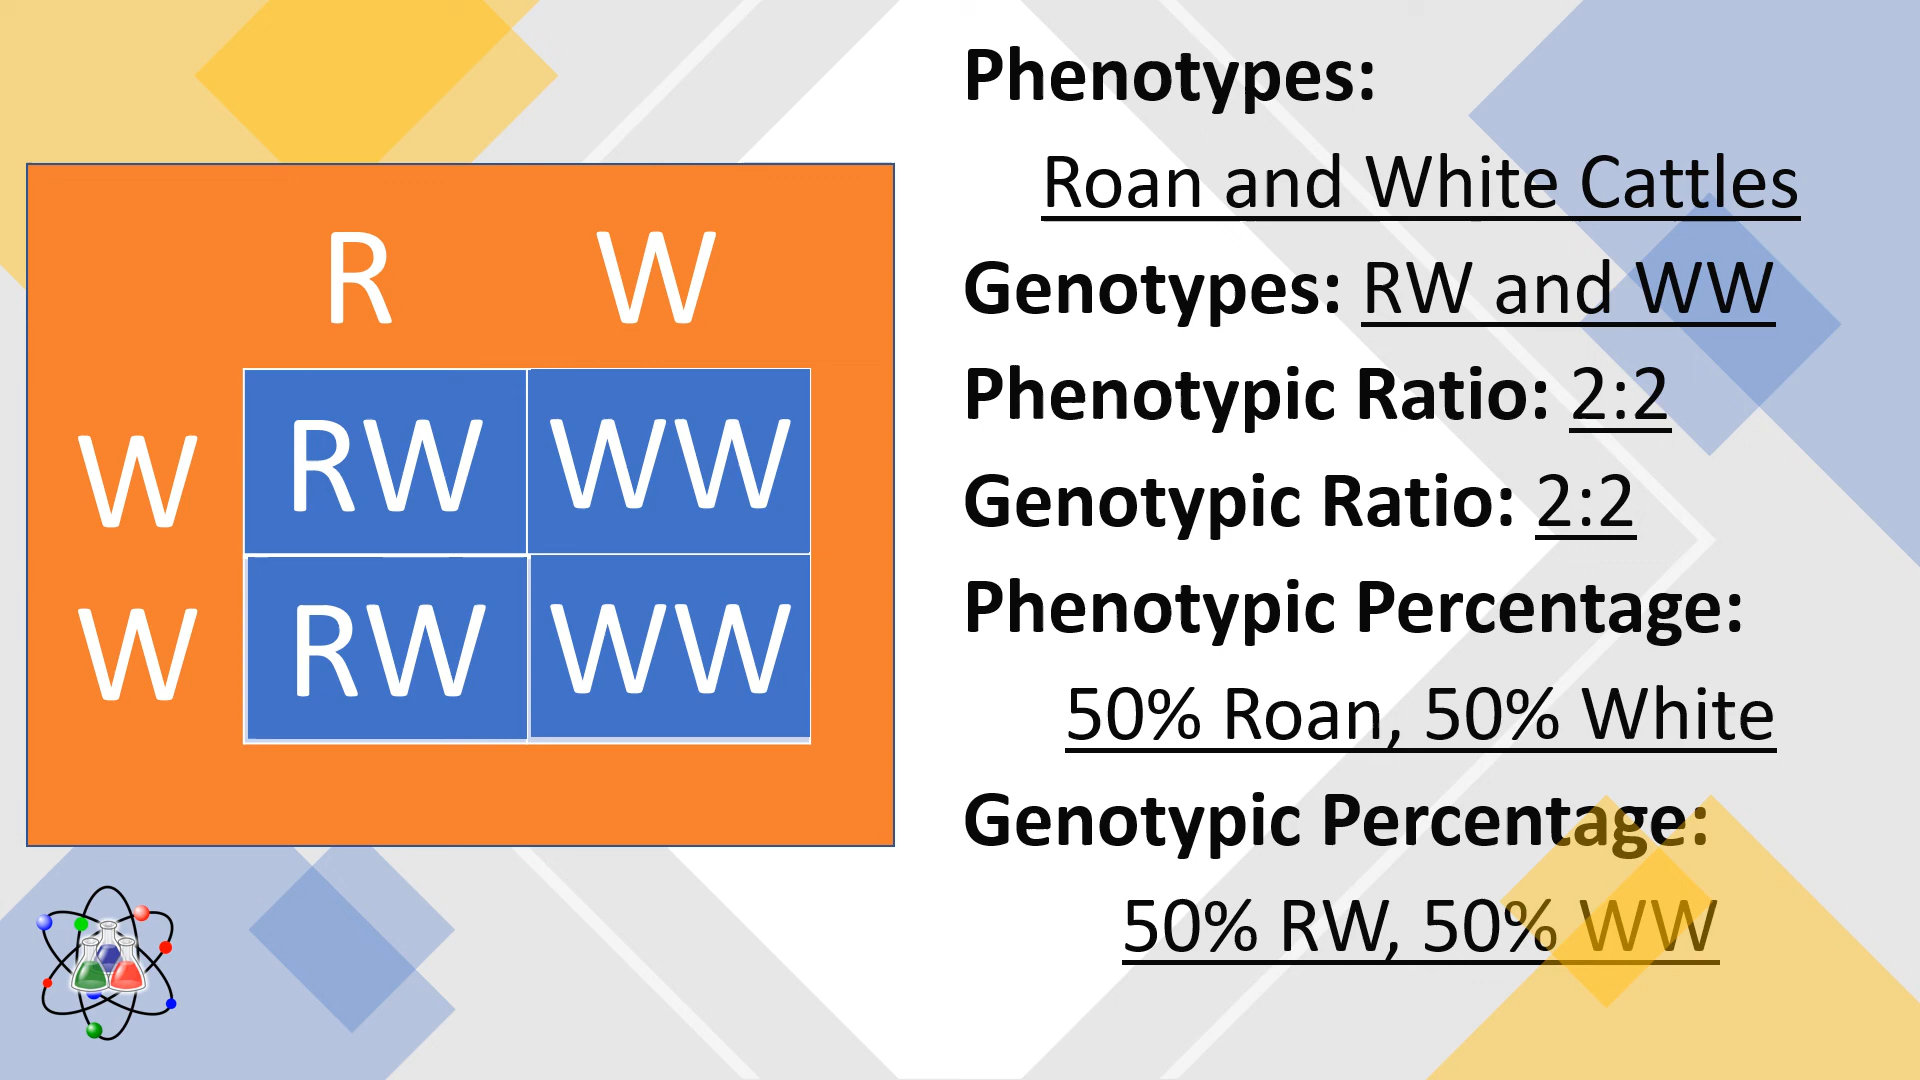 R W
W RW WW
W RW WW
Phenotypes:
Roan and White Cattles
Genotypes: RW and WW
Phenotypic Ratio: 2:2
Genotypic Ratio: 2:2
Phenotypic Percentage:
50% Roan, 50% White
Genotypic Percentage:
50% RW, 50% WW